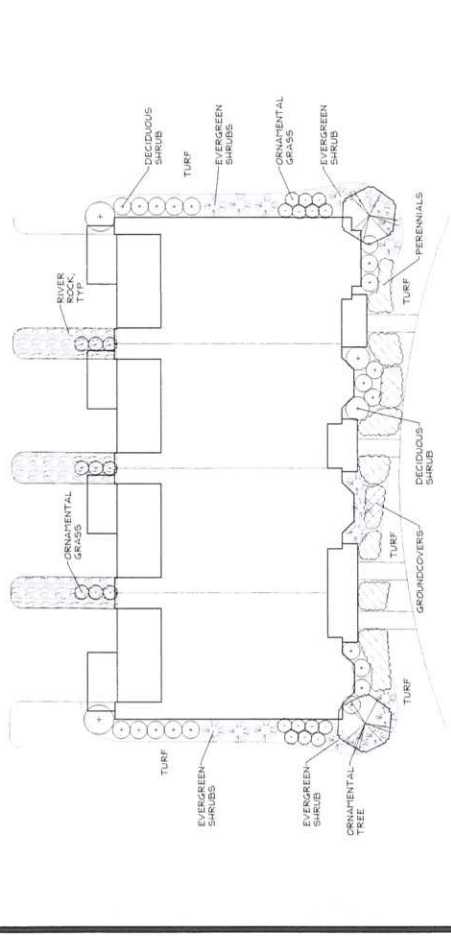 DECIDUOUS
SHRUB
TURF
EVERGREEN
SHRUBS
ORNAMENTAL
GRASS
EVERGREEN
SHRUB
RIVER
ROCK,
TYP.
PERENNIALS
TURF
ORNAMENTAL
GRASS
DECIDUOUS
SHRUB
TURF
GROUNDCOVERS
TURF
TURF
EVERGREEN
SHRUBS
EVERGREEN
SHRUB
ORNAMENTAL
TREE